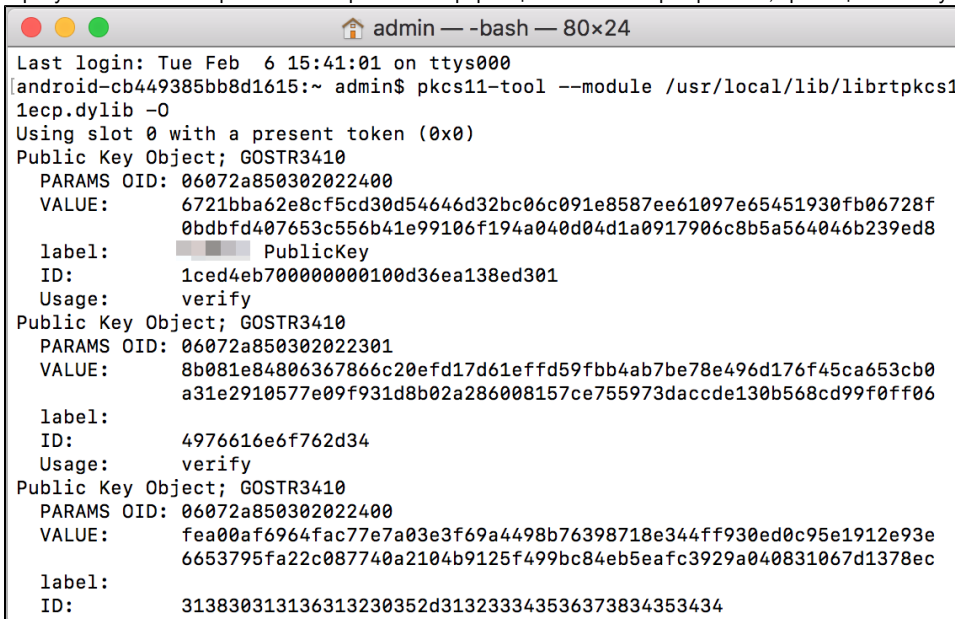 admin — -bash — 80×24
Last login: Tue Feb  6 15:41:01 on ttys000
[android-cb449385bb8d1615:~ admin$ pkcs11-tool --module /usr/local/lib/librtpkcs1
1ecp.dylib -O
Using slot 0 with a present token (0x0)
Public Key Object; GOSTR3410
  PARAMS OID: 06072a850302022400
  VALUE:      6721bba62e8cf5cd30d54646d32bc06c091e8587ee61097e65451930fb06728f
              0bdbfd407653c556b41e99106f194a040d04d1a0917906c8b5a564046b239ed8
  label:      PublicKey
  ID:         1ced4eb700000000100d36ea138ed301
  Usage:      verify
Public Key Object; GOSTR3410
  PARAMS OID: 06072a850302022301
  VALUE:      8b081e84806367866c20efd17d61effd59fbb4ab7be78e496d176f45ca653cb0
              a31e2910577e09f931d8b02a286008157ce755973daccde130b568cd99f0ff06
  label:
  ID:         4976616e6f762d34
  Usage:      verify
Public Key Object; GOSTR3410
  PARAMS OID: 06072a850302022400
  VALUE:      fea00af6964fac77e7a03e3f69a4498b76398718e344ff930ed0c95e1912e93e
              6653795fa22c087740a2104b9125f499bc84eb5eafc3929a040831067d1378ec
  label:
  ID:         3138303131363132303 52d31323334353637383435 3434